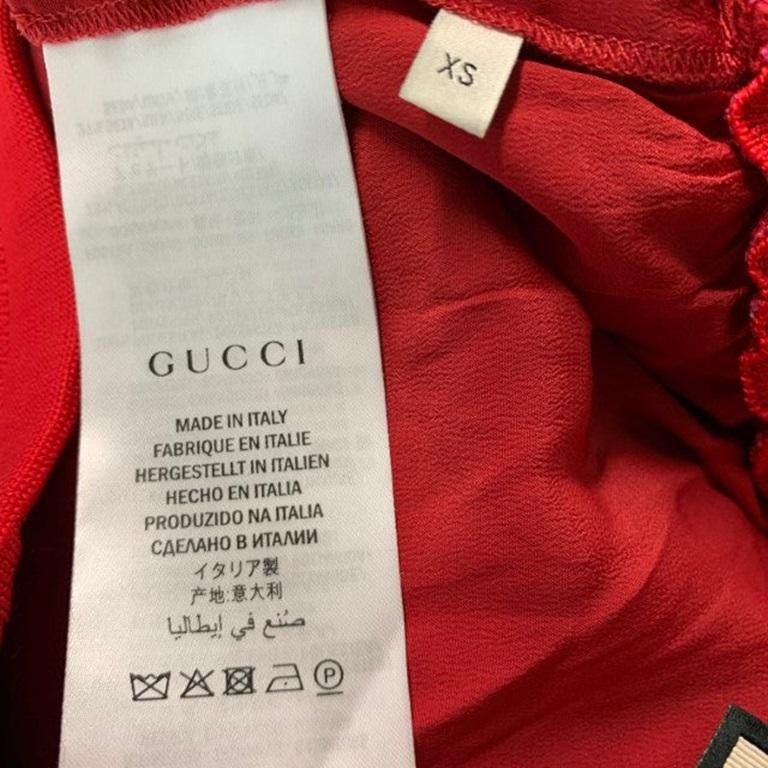 XS
GUCCI
MADE IN ITALY
FABRIQUE EN ITALIE
HERGESTELLT IN ITALIEN
HECHO EN ITALIA
PRODUZIDO NA ITALIA
СДЕЛАНО В ИТАЛИИ
イタリア製
产地:意大利
صُنع في إيطاليا
P